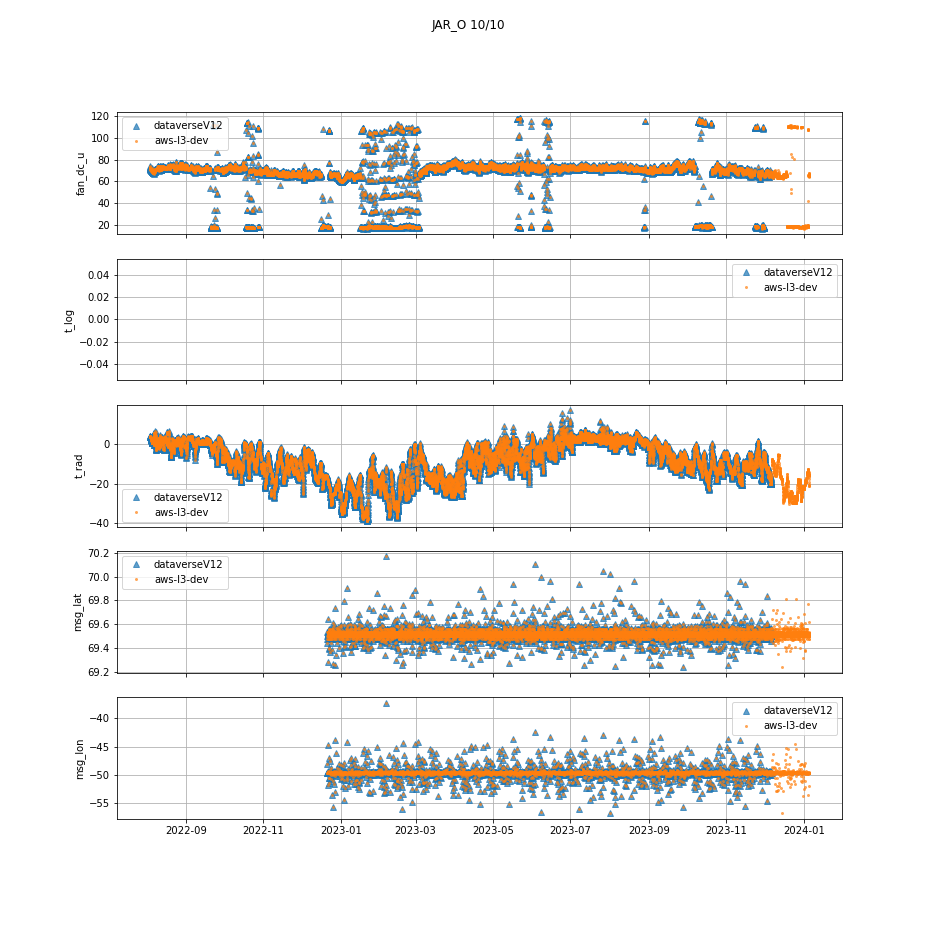 JAR_O 10/10
120
100
80
60
40
20
fan_dc_u
dataverseV12
aws-l3-dev
0.04
0.02
0.00
−0.02
−0.04
t_log
dataverseV12
aws-l3-dev
0
−20
−40
t_rad
dataverseV12
aws-l3-dev
70.2
70.0
69.8
69.6
69.4
69.2
msg_lat
dataverseV12
aws-l3-dev
−40
−45
−50
−55
msg_lon
dataverseV12
aws-l3-dev
2022-09 2022-11 2023-01 2023-03 2023-05 2023-07 2023-09 2023-11 2024-01